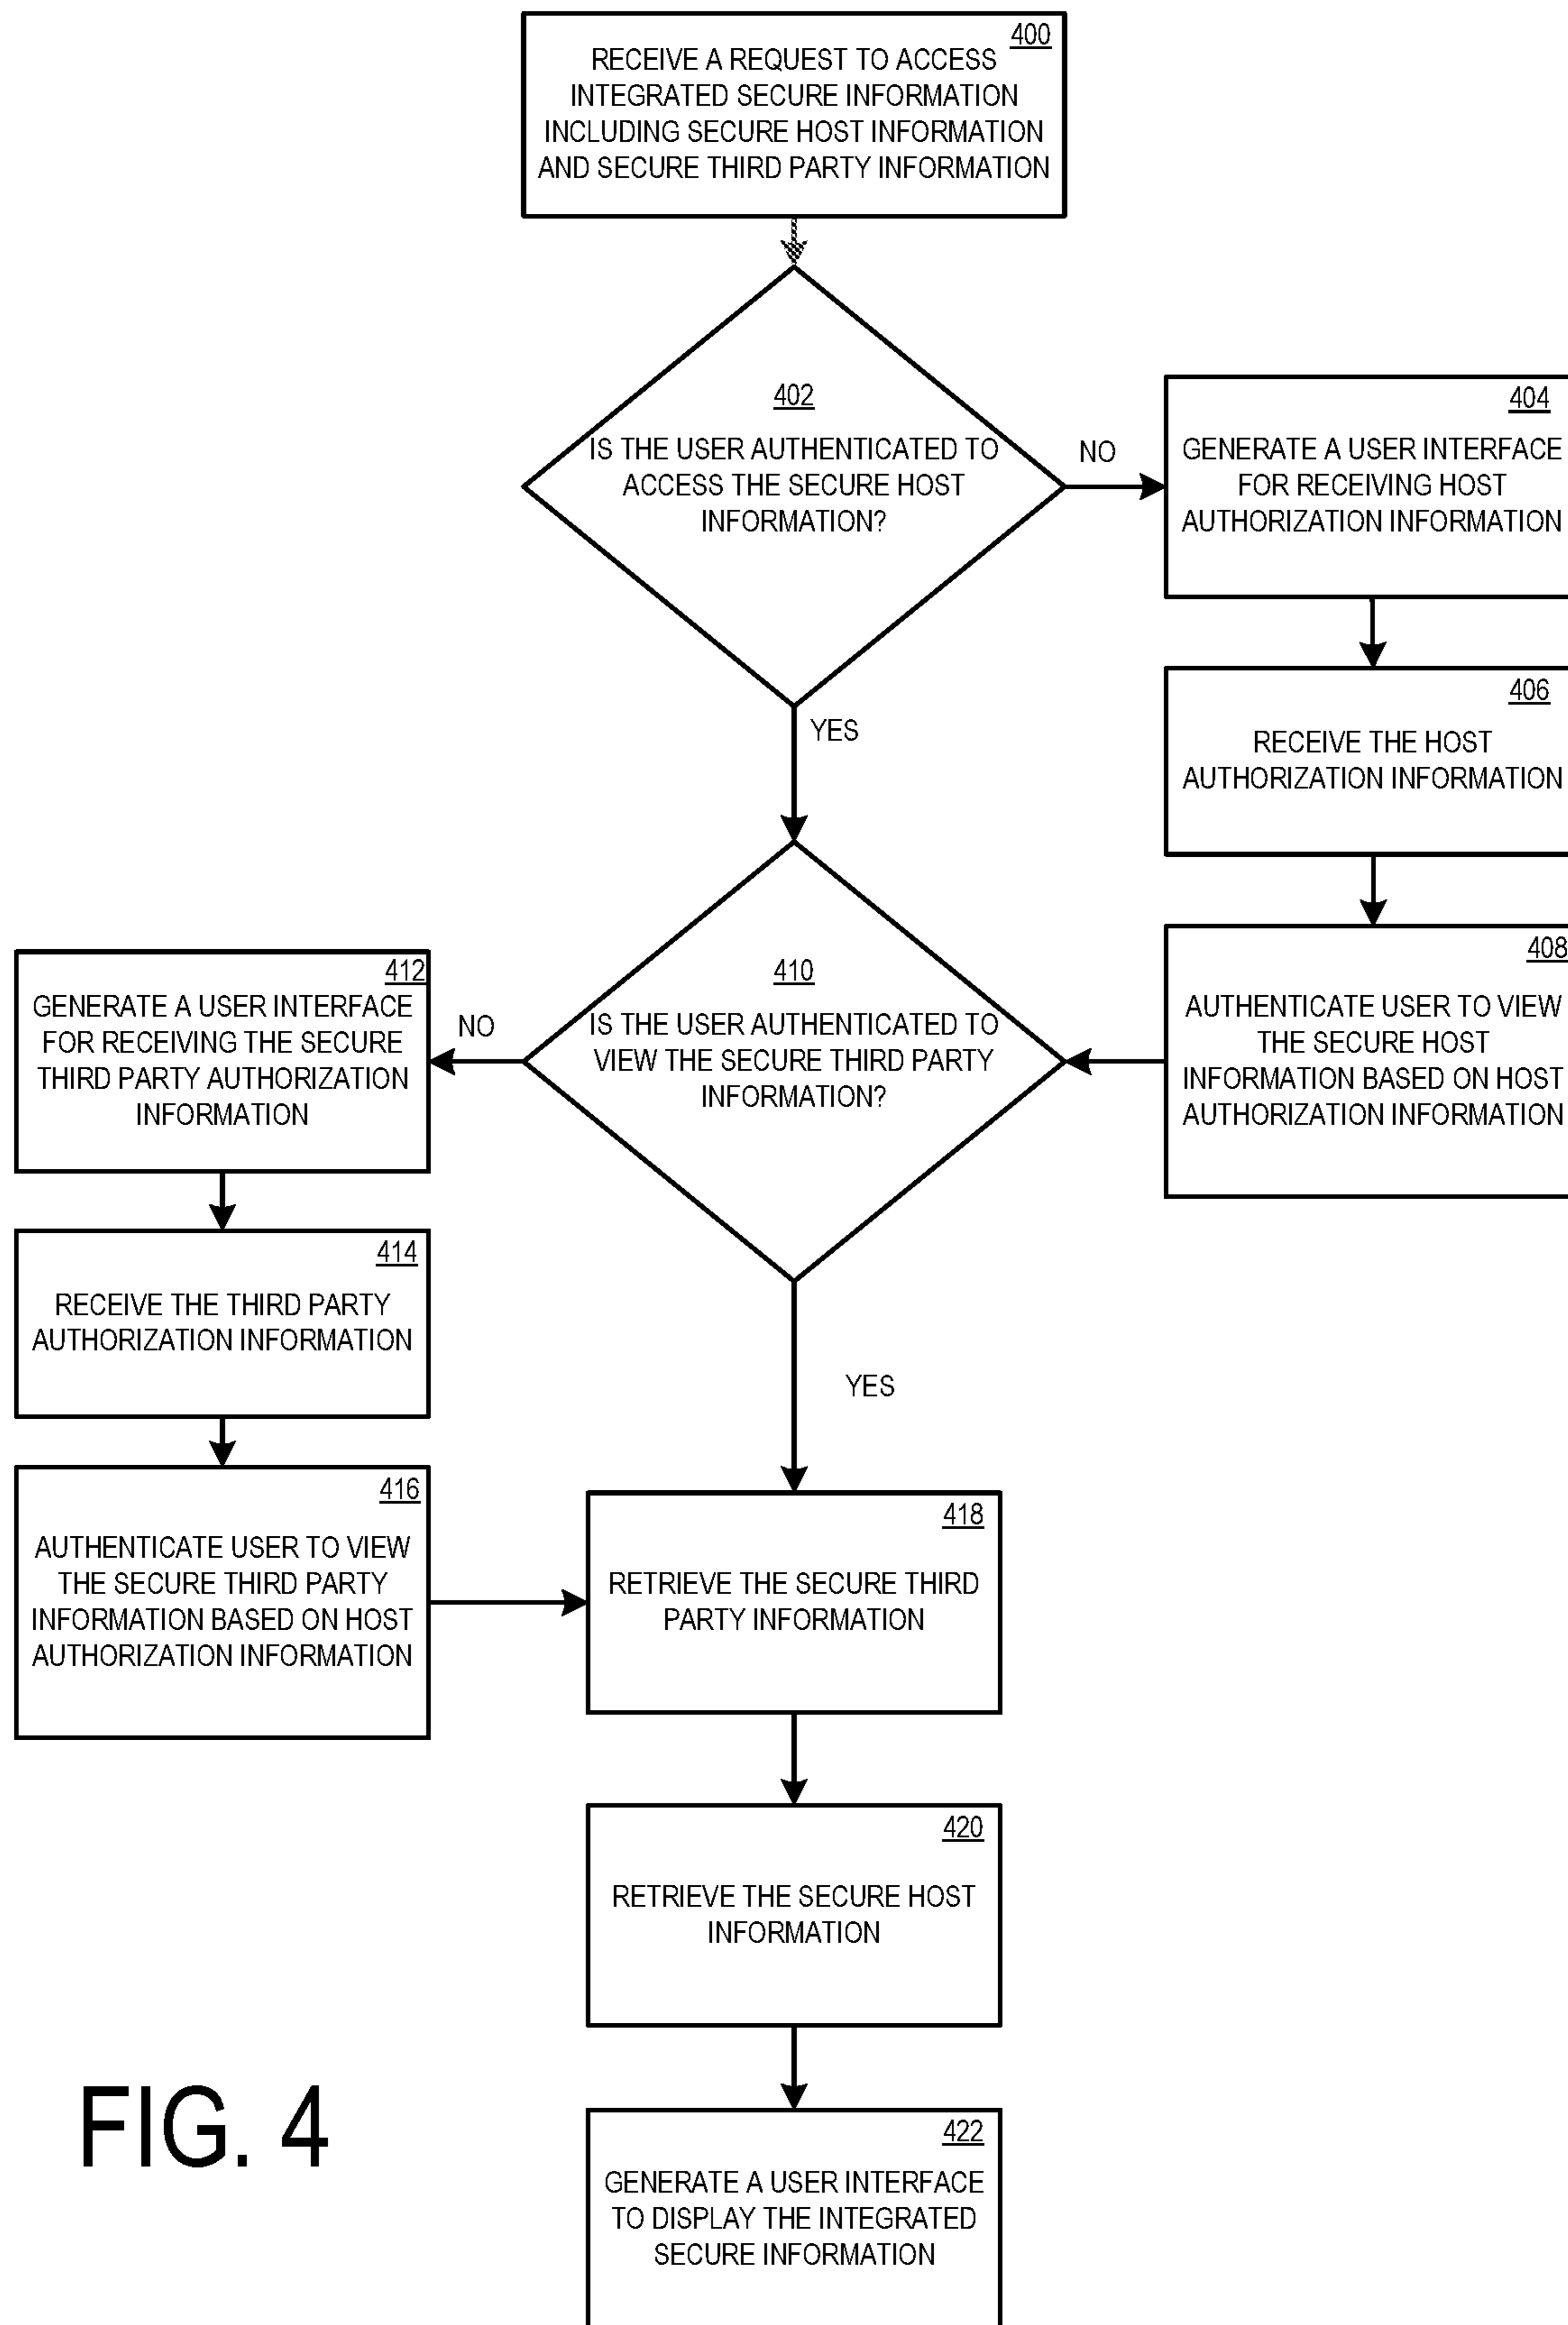 400
RECEIVE A REQUEST TO ACCESS
INTEGRATED SECURE INFORMATION
INCLUDING SECURE HOST INFORMATION
AND SECURE THIRD PARTY INFORMATION
402
IS THE USER AUTHENTICATED TO
ACCESS THE SECURE HOST
INFORMATION?
NO
404
GENERATE A USER INTERFACE
FOR RECEIVING HOST
AUTHORIZATION INFORMATION
406
RECEIVE THE HOST
AUTHORIZATION INFORMATION
408
AUTHENTICATE USER TO VIEW
THE SECURE HOST
INFORMATION BASED ON HOST
AUTHORIZATION INFORMATION
YES
410
IS THE USER AUTHENTICATED TO
VIEW THE SECURE THIRD PARTY
INFORMATION?
NO
412
GENERATE A USER INTERFACE
FOR RECEIVING THE SECURE
THIRD PARTY AUTHORIZATION
INFORMATION
414
RECEIVE THE THIRD PARTY
AUTHORIZATION INFORMATION
416
AUTHENTICATE USER TO VIEW
THE SECURE THIRD PARTY
INFORMATION BASED ON HOST
AUTHORIZATION INFORMATION
YES
418
RETRIEVE THE SECURE THIRD
PARTY INFORMATION
420
RETRIEVE THE SECURE HOST
INFORMATION
422
GENERATE A USER INTERFACE
TO DISPLAY THE INTEGRATED
SECURE INFORMATION
FIG. 4